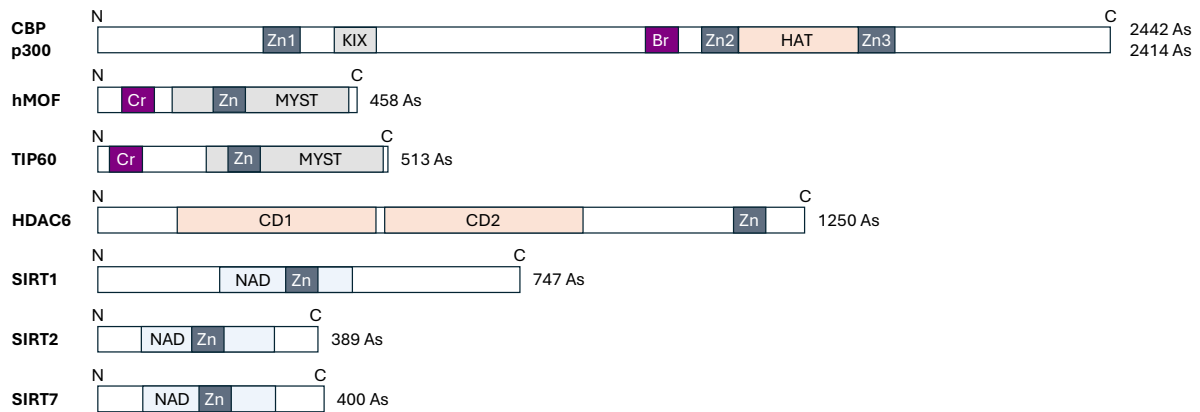 N C
CBP Zn1 KIX Br Zn2 HAT Zn3 2442 As
p300 2414 As
N C
hMOF Cr Zn MYST 458 As
N C
TIP60 Cr Zn MYST 513 As
N C
HDAC6 CD1 CD2 Zn 1250 As
N C
SIRT1 NAD Zn 747 As
N C
SIRT2 NAD Zn 389 As
N C
SIRT7 NAD Zn 400 As